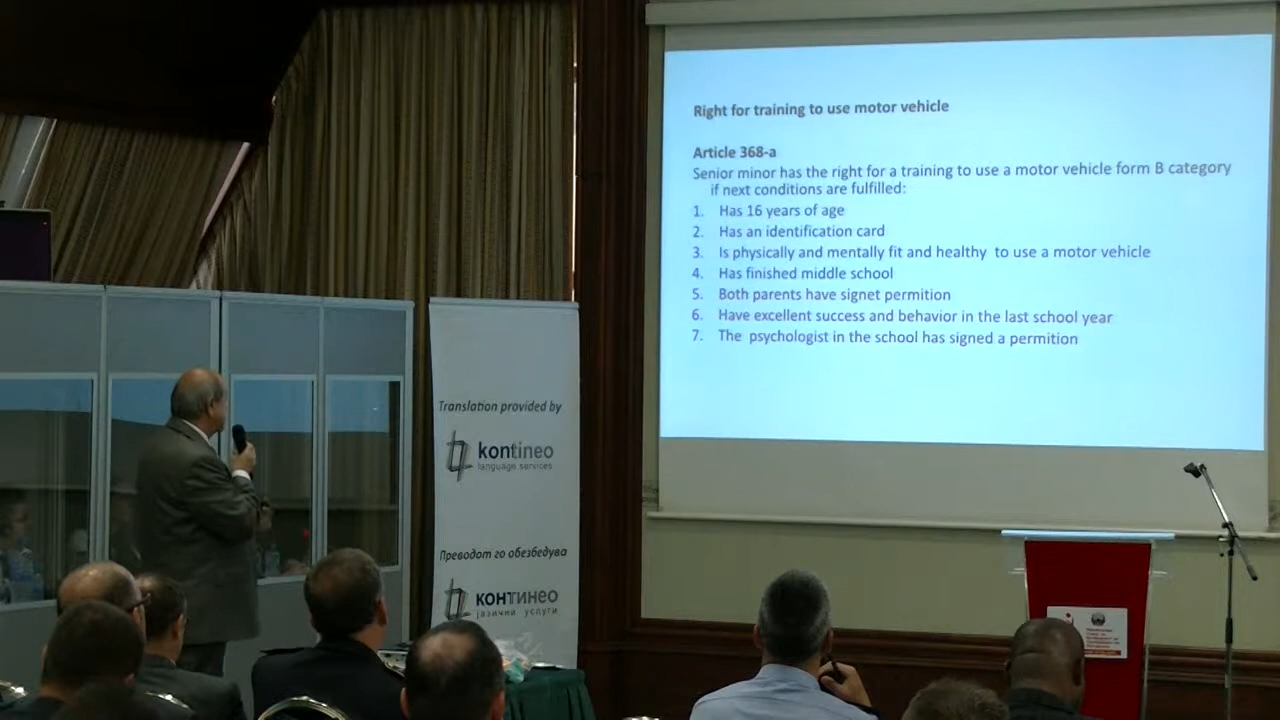 Right for training to use motor vehicle
Article 368-a
Senior minor has the right for a training to use a motor vehicle form B category
if next conditions are fulfilled:
1. Has 16 years of age
2. Has an identification card
3. Is physically and mentally fit and healthy to use a motor vehicle
4. Has finished middle school
5. Both parents have signet permition
6. Have excellent success and behavior in the last school year
7. The psychologist in the school has signed a permition
Translation provided by
kontineo
language services
Преводот го обезбедува
КОНТИНЕО
јазични услуги